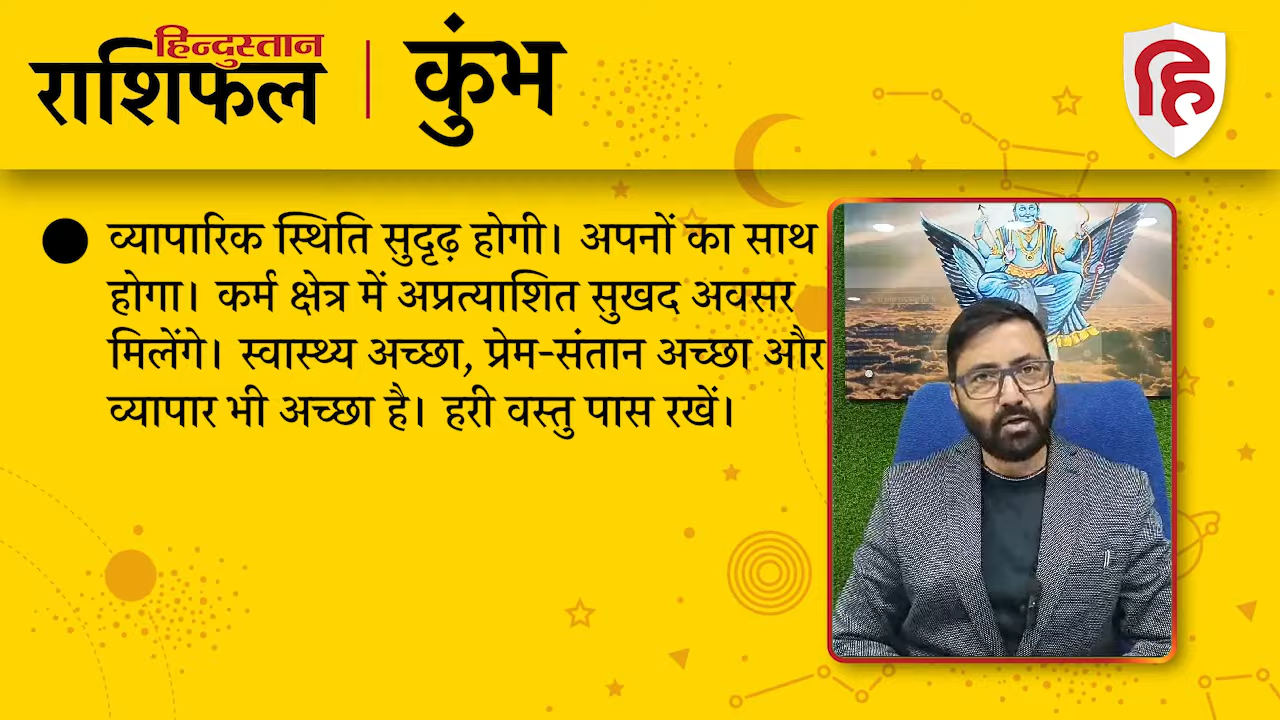 हिन्दुस्तान
राशिफल
कुंभ
हि
व्यापारिक स्थिति सुदृढ़ होगी। अपनों का साथ
होगा। कर्म क्षेत्र में अप्रत्याशित सुखद अवसर
मिलेंगे। स्वास्थ्य अच्छा, प्रेम-संतान अच्छा और
व्यापार भी अच्छा है। हरी वस्तु पास रखें।